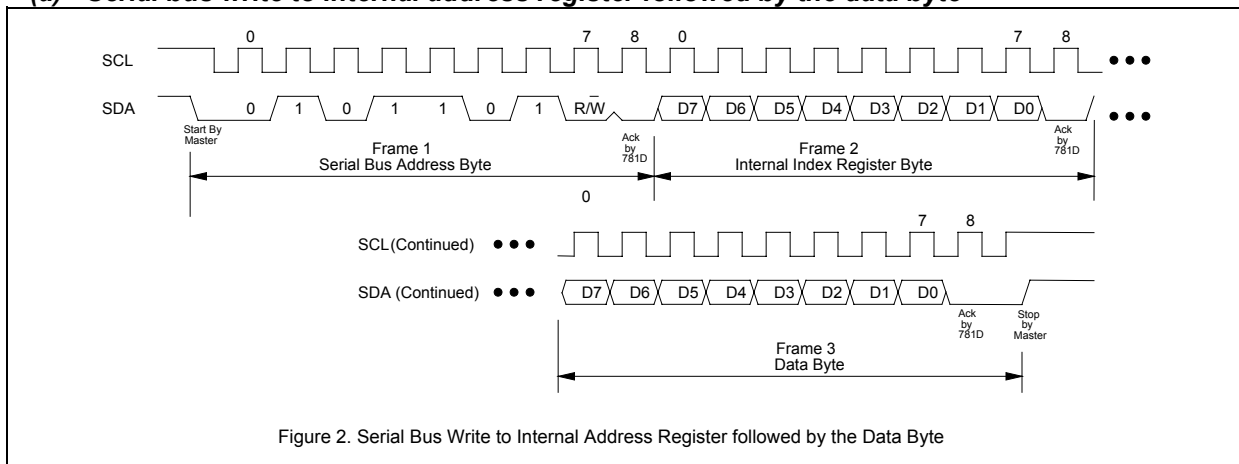 (a) Serial bus write to internal address register followed by the data byte
0 7 8 0 7 8
SCL
SDA 0 1 0 1 1 0 1 R/W D7 D6 D5 D4 D3 D2 D1 D0
Start By
Master
Ack
by
781D
Ack
by
781D
Frame 1
Serial Bus Address Byte
Frame 2
Internal Index Register Byte
0
7 8
SCL(Continued)
SDA (Continued) D7 D6 D5 D4 D3 D2 D1 D0
Ack
by
781D
Stop
by
Master
Frame 3
Data Byte
Figure 2. Serial Bus Write to Internal Address Register followed by the Data Byte